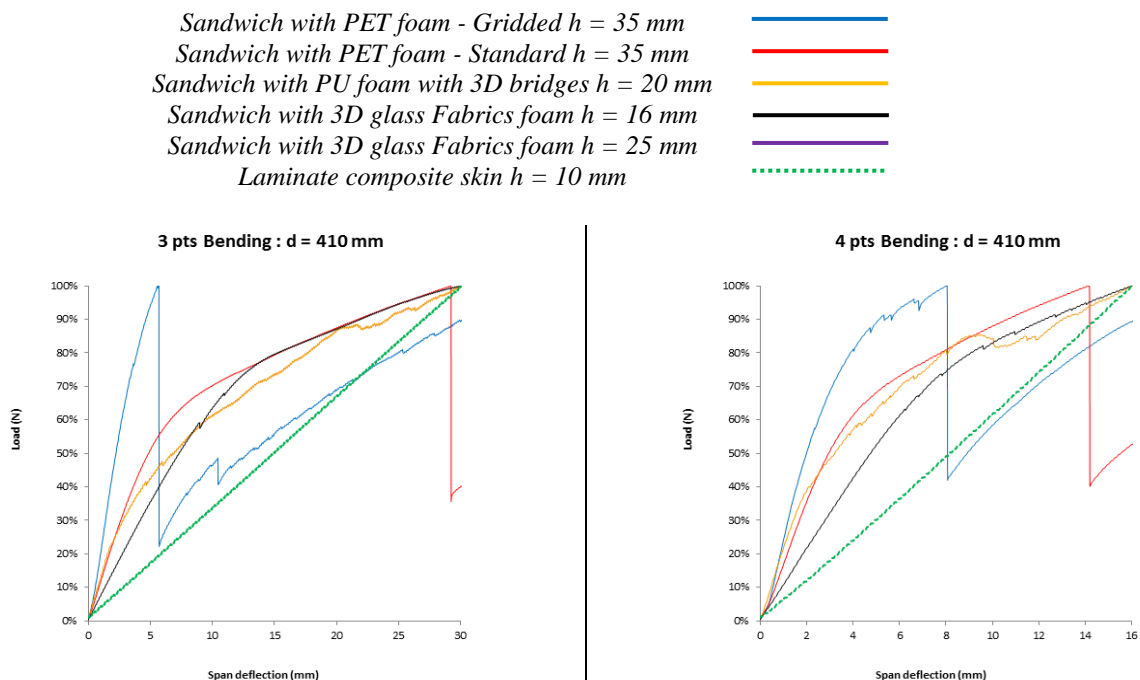 Sandwich with PET foam - Gridded h = 35 mm
Sandwich with PET foam - Standard h = 35 mm
Sandwich with PU foam with 3D bridges h = 20 mm
Sandwich with 3D glass Fabrics foam h = 16 mm
Sandwich with 3D glass Fabrics foam h = 25 mm
Laminate composite skin h = 10 mm
3 pts Bending : d = 410 mm
100%
90%
80%
70%
60%
50%
40%
30%
20%
10%
0%
Load (N)
0 5 10 15 20 25 30
Span deflection (mm)
4 pts Bending : d = 410 mm
100%
90%
80%
70%
60%
50%
40%
30%
20%
10%
0%
Load (N)
0 2 4 6 8 10 12 14 16
Span deflection (mm)